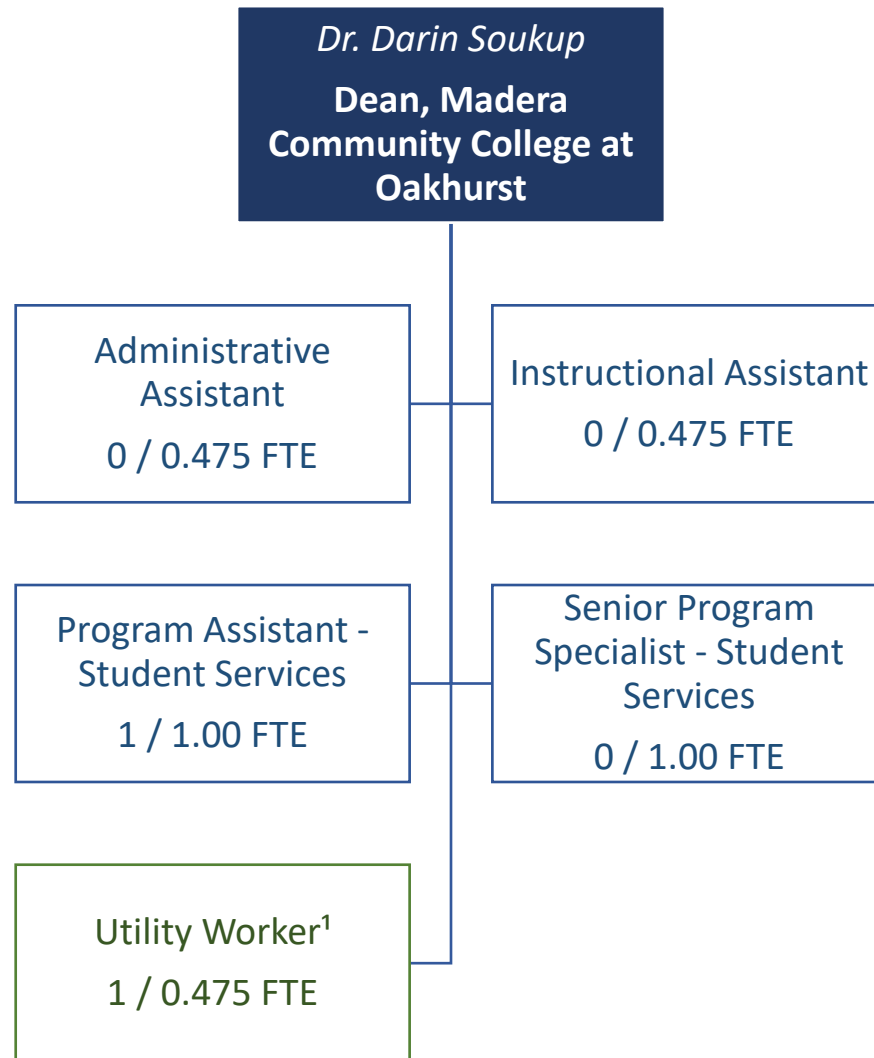 Dr. Darin Soukup
Dean, Madera
Community College at
Oakhurst
Administrative
Assistant
0 / 0.475 FTE
Instructional Assistant
0 / 0.475 FTE
Program Assistant -
Student Services
1 / 1.00 FTE
Senior Program
Specialist - Student
Services
0 / 1.00 FTE
Utility Worker¹
1 / 0.475 FTE